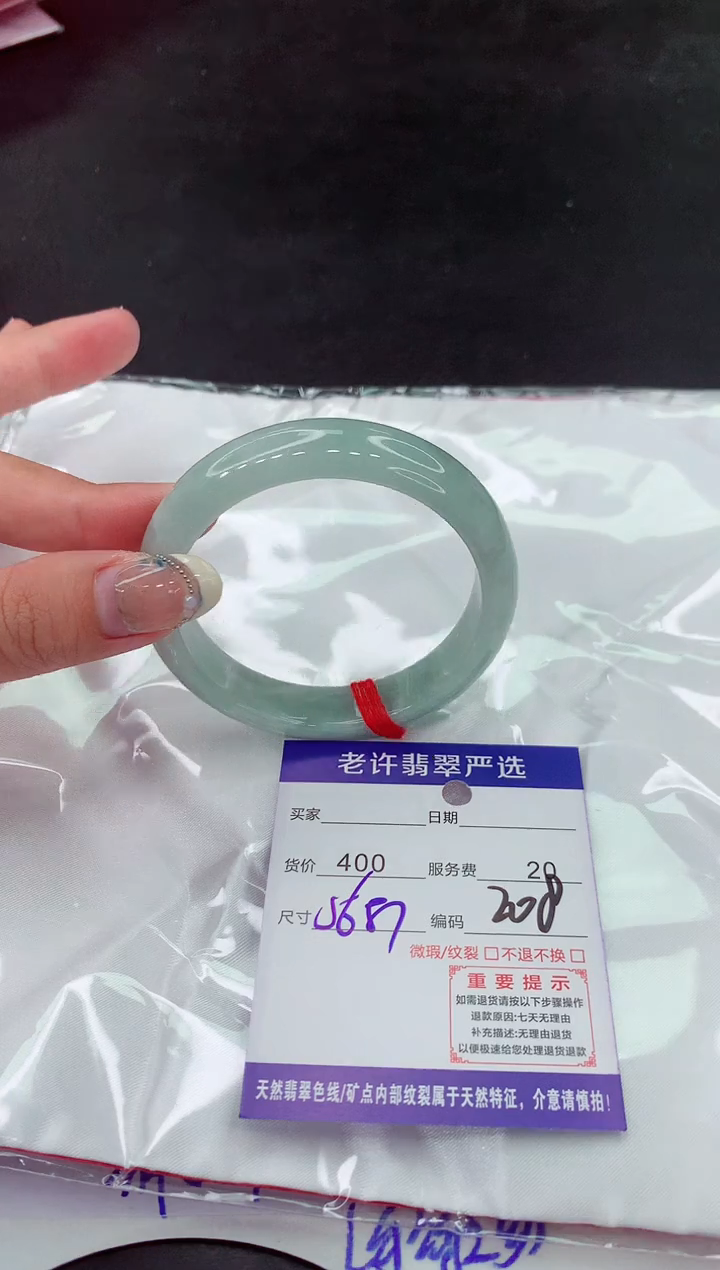 老许翡翠严选
买家 日期
货价 400 服务费 20
尺寸 5687 编码 208
微瑕/纹裂 □不退不换 □
重要提示
如需退货请按以下步骤操作
退款原因:七天无理由
补充描述:无理由退货
以便极速给您处理退货退款
天然翡翠色线/矿点内部纹裂属于天然特征，介意请慎拍!